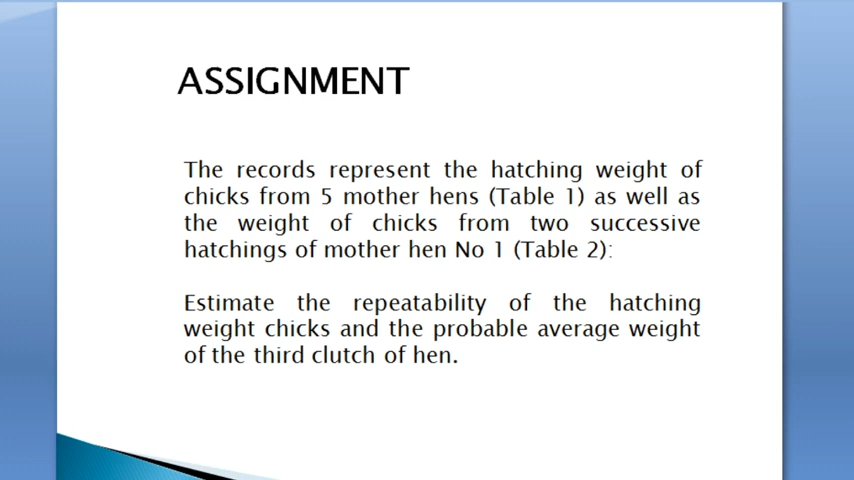 ASSIGNMENT
The records represent the hatching weight of
chicks from 5 mother hens (Table 1) as well as
the weight of chicks from two successive
hatchings of mother hen No 1 (Table 2):
Estimate the repeatability of the hatching
weight chicks and the probable average weight
of the third clutch of hen.